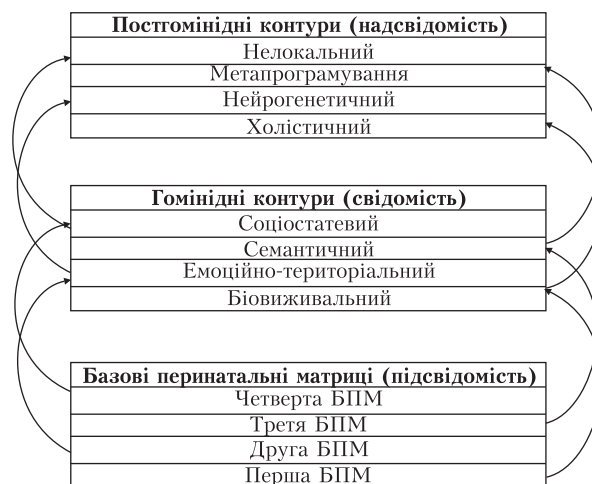 Постгомінідні контури (надсвідомість)
Нелокальний
Метапрограмування
Нейрогенетичний
Холістичний
Гомінідні контури (свідомість)
Соціостатевий
Семантичний
Емоційно-територіальний
Біовиживальний
Базові перинатальні матриці (підсвідомість)
Четверта БПМ
Третя БПМ
Друга БПМ
Перша БПМ